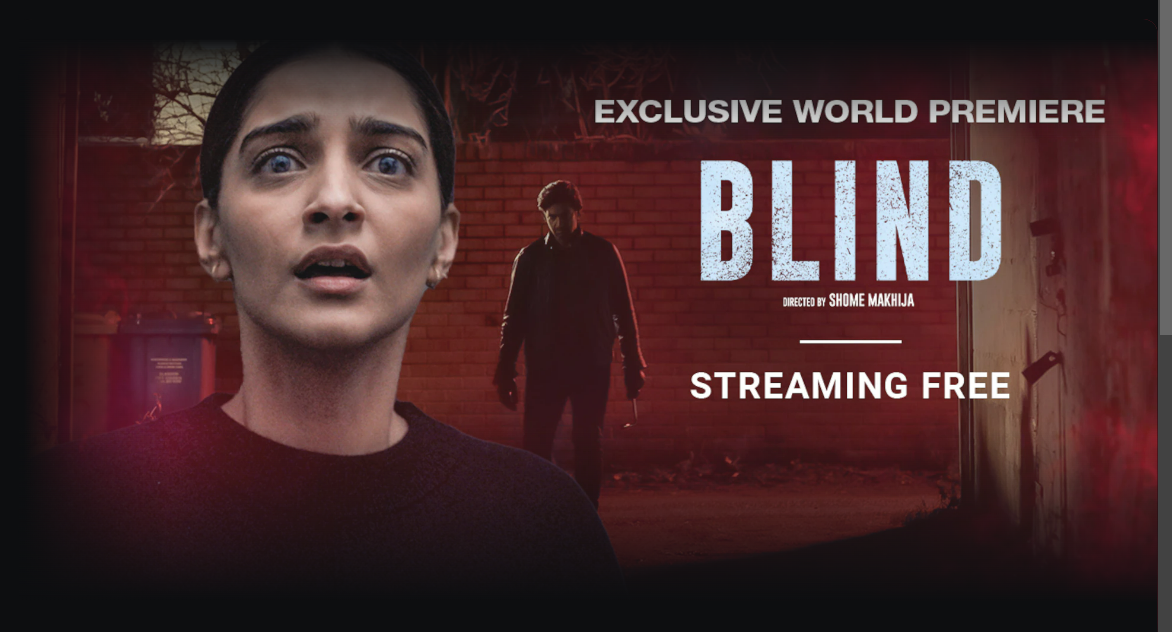 EXCLUSIVE WORLD PREMIERE
BLIND
DIRECTED BY SHOME MAKHIJA
STREAMING FREE